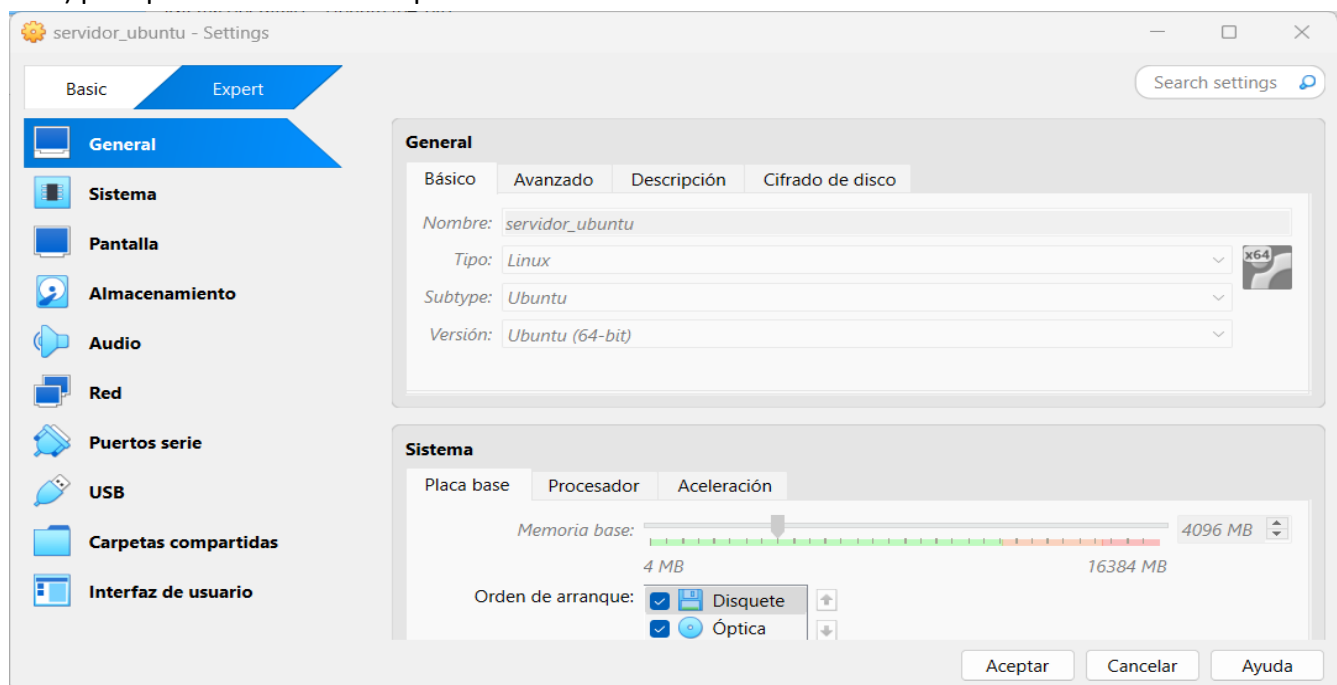 servidor_ubuntu - Settings
Basic Expert Search settings
General
Sistema
Pantalla
Almacenamiento
Audio
Red
Puertos serie
USB
Carpetas compartidas
Interfaz de usuario
General
Básico Avanzado Descripción Cifrado de disco
Nombre: servidor_ubuntu
Tipo: Linux
x64
Subtype: Ubuntu
Versión: Ubuntu (64-bit)
Sistema
Placa base Procesador Aceleración
Memoria base: 4096 MB
4 MB 16384 MB
Orden de arranque: Disquete
Óptica
Aceptar Cancelar Ayuda